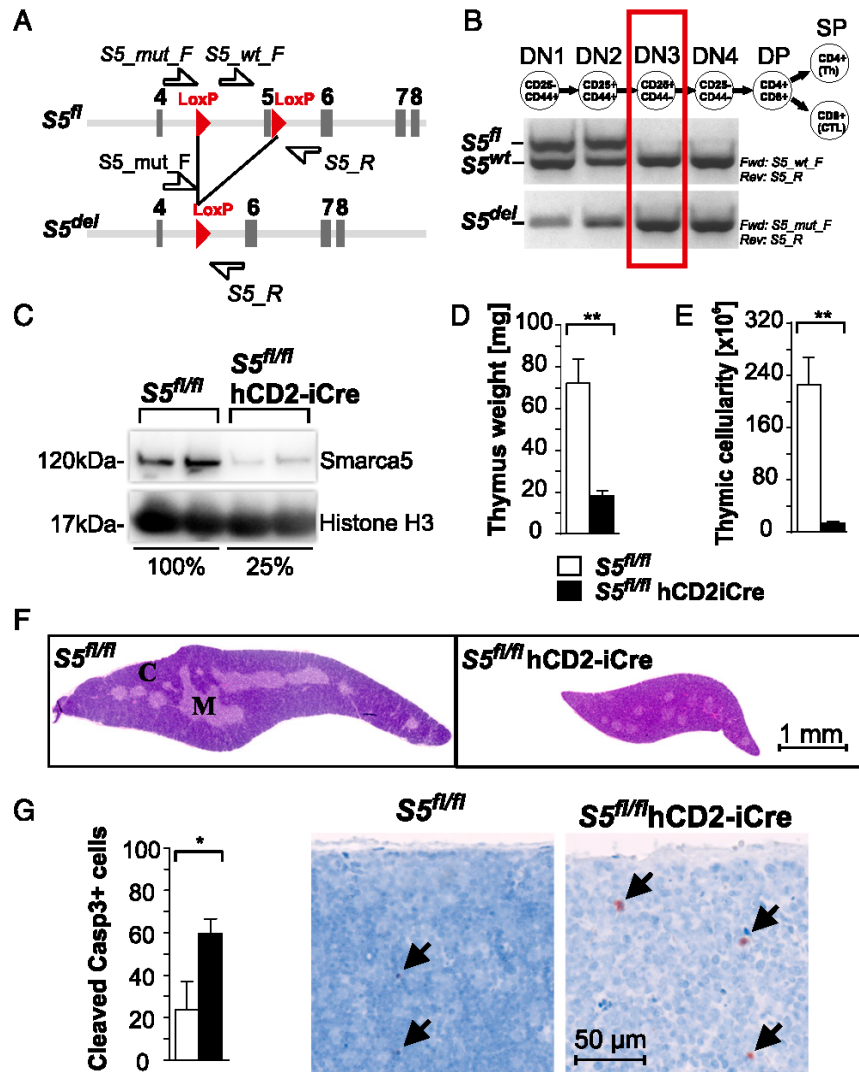 A
S5_mut_F S5_wt_F
4 LoxP 5 LoxP 6 7 8
S5fl
S5_mut_F
S5_R
4 LoxP 6 7 8
S5del
S5_R
B
SP
DN1 DN2 DN3 DN4 DP
CD4+ (Th)
CD25- CD44+
CD25+ CD44+
CD25+ CD44-
CD25- CD44-
CD4+ CD8+
CD8+ (CTL)
S5fl
S5wt
Fwd: S5_wt_F
Rev: S5_R
S5del
Fwd: S5_mut_F
Rev: S5_R
C
S5fl/fl
S5fl/fl
hCD2-iCre
120kDa- Smarca5
17kDa- Histone H3
100% 25%
D
**
Thymus weight [mg]
100
80
60
40
20
0
E
**
Thymic cellularity [x10⁶]
320
240
160
80
0
S5fl/fl
S5fl/fl hCD2iCre
F
S5fl/fl
C
M
S5fl/fl hCD2-iCre
1 mm
G
*
Cleaved Casp3+ cells
100
80
60
40
20
0
S5fl/fl
S5fl/flhCD2-iCre
50 µm